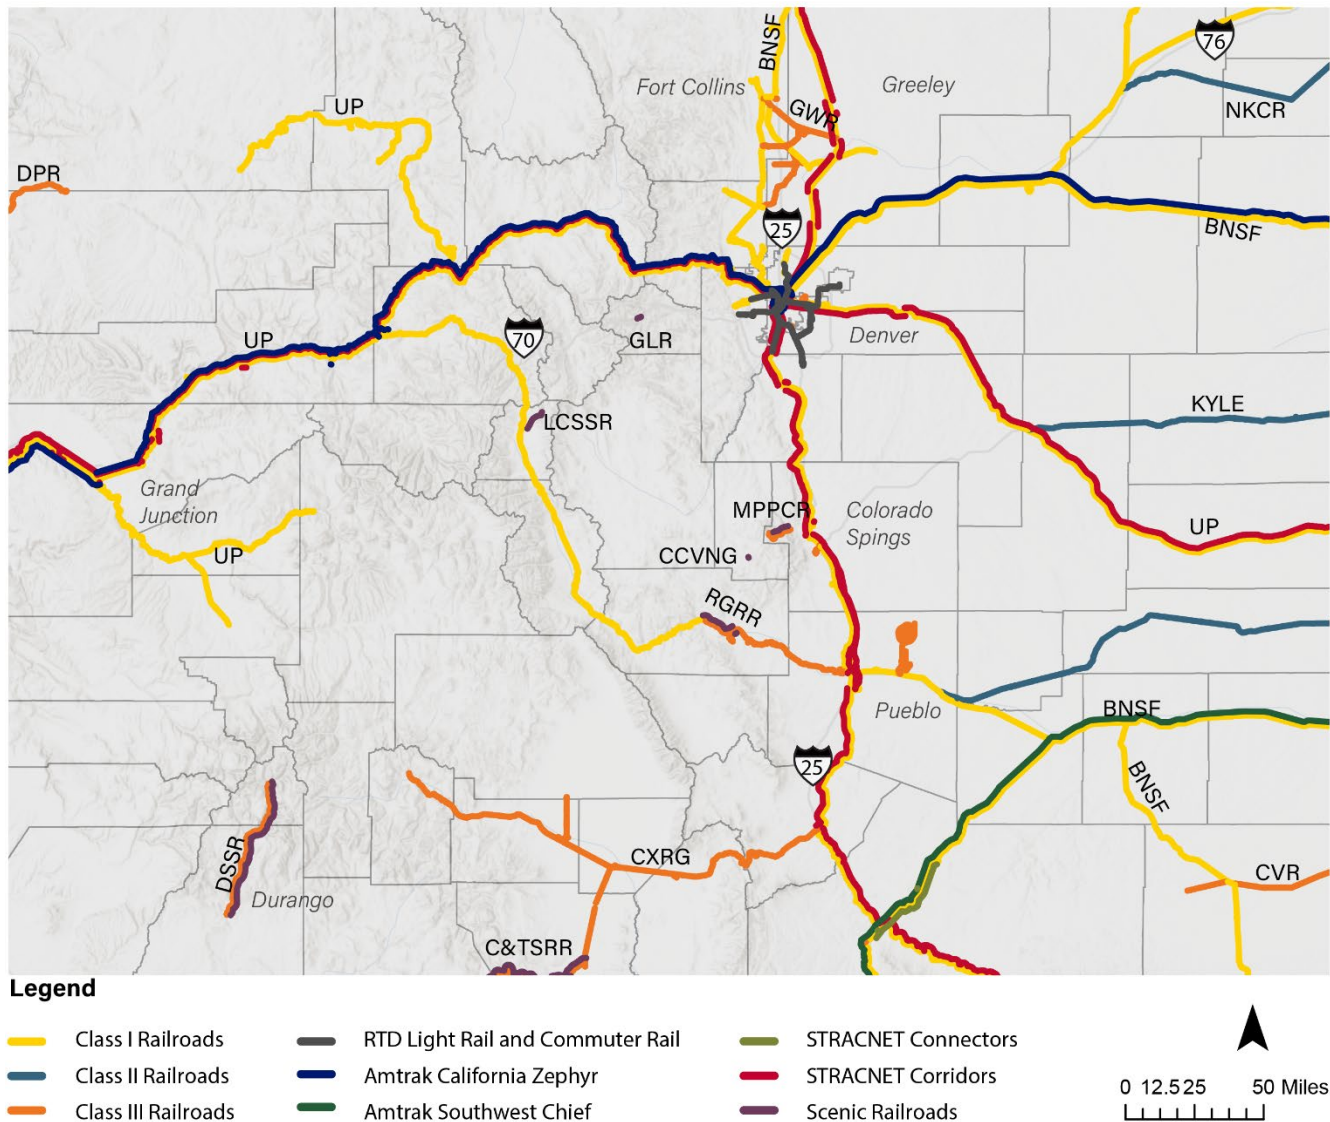 BNSF
76
Fort Collins
Greeley
UP
GWR
NKCR
DPR
25
BNSF
UP
70
GLR
Denver
LCSSR
KYLE
Grand
Junction
MPPCR
Colorado
Spings
UP
UP
CCVNG
RGRR
Pueblo
BNSF
25
BNSF
DSSR
CXRG
CVR
Durango
C&TSRR
Legend
Class I Railroads
RTD Light Rail and Commuter Rail
STRACNET Connectors
Class II Railroads
Amtrak California Zephyr
STRACNET Corridors
Class III Railroads
Amtrak Southwest Chief
Scenic Railroads
0 12.525 50 Miles